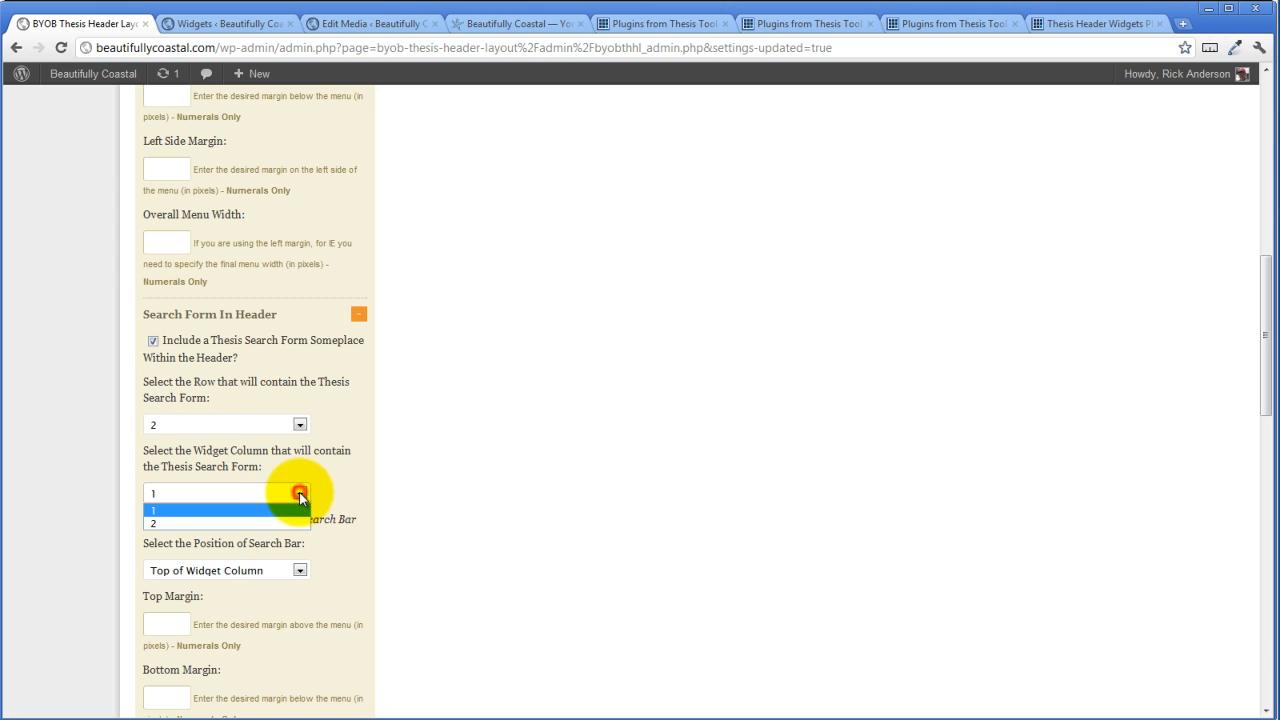 BYOB Thesis Header Lay
Widgets ‹ Beautifully Coa
Edit Media ‹ Beautifully C
Beautifully Coastal — You
Plugins from Thesis Tool
Plugins from Thesis Tool
Plugins from Thesis Tool
Thesis Header Widgets Pl
beautifullycoastal.com/wp-admin/admin.php?page=byob-thesis-header-layout%2Fadmin%2Fbyobthhl_admin.php&settings-updated=true
Beautifully Coastal
1
New
Howdy, Rick Anderson
Enter the desired margin below the menu (in
pixels) - Numerals Only
Left Side Margin:
Enter the desired margin on the left side of
the menu (in pixels) - Numerals Only
Overall Menu Width:
If you are using the left margin, for IE you
need to specify the final menu width (in pixels) -
Numerals Only
Search Form In Header
Include a Thesis Search Form Someplace
Within the Header?
Select the Row that will contain the Thesis
Search Form:
2
Select the Widget Column that will contain
the Thesis Search Form:
1
1
2
earch Bar
Select the Position of Search Bar:
Top of Widget Column
Top Margin:
Enter the desired margin above the menu (in
pixels) - Numerals Only
Bottom Margin:
Enter the desired margin below the menu (in